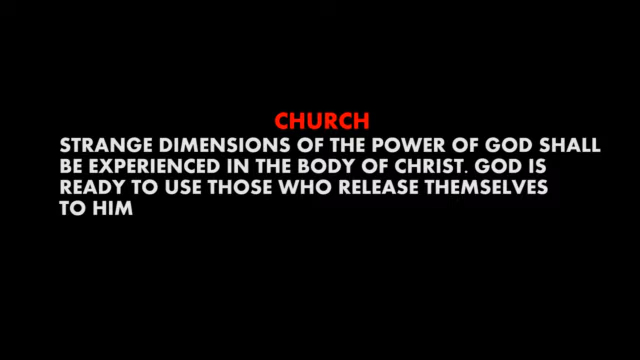 CHURCH
STRANGE DIMENSIONS OF THE POWER OF GOD SHALL
BE EXPERIENCED IN THE BODY OF CHRIST. GOD IS
READY TO USE THOSE WHO RELEASE THEMSELVES
TO HIM